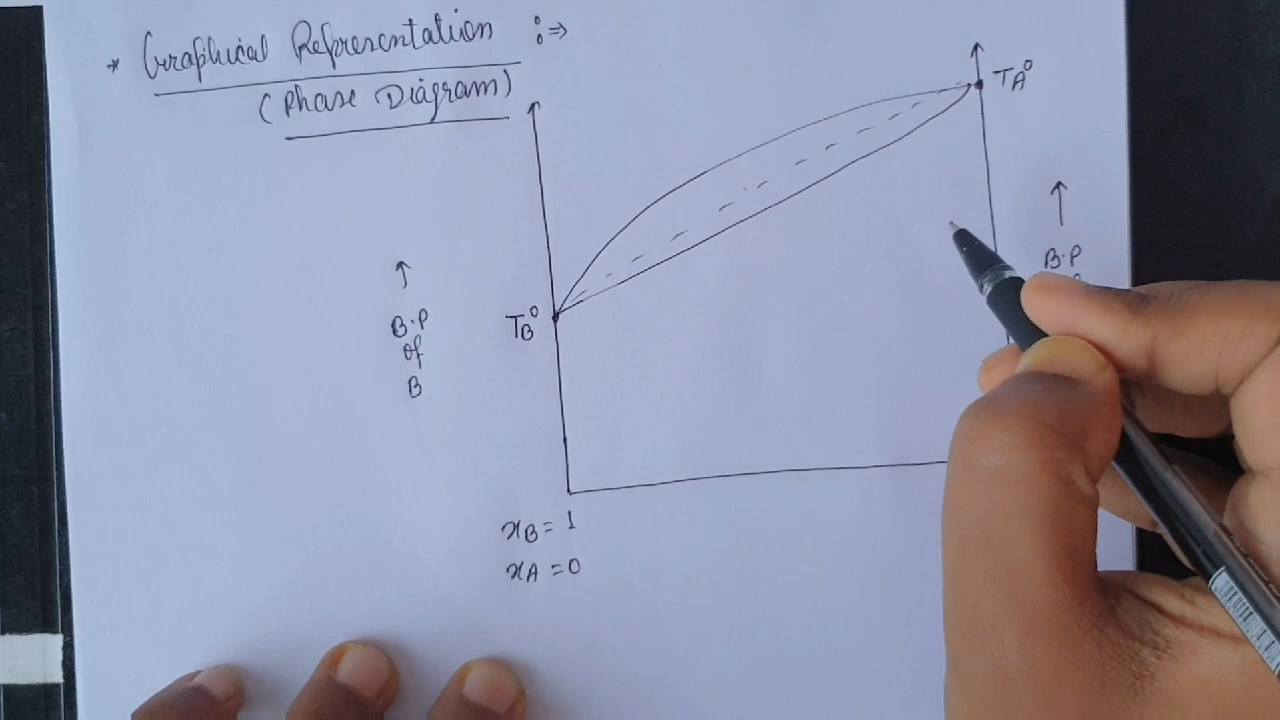 * Graphical Representation :⇒
(Phase Diagram)
↑
B.P
of
B
TB°
TA°
↑
B.P
xB = 1
xA = 0